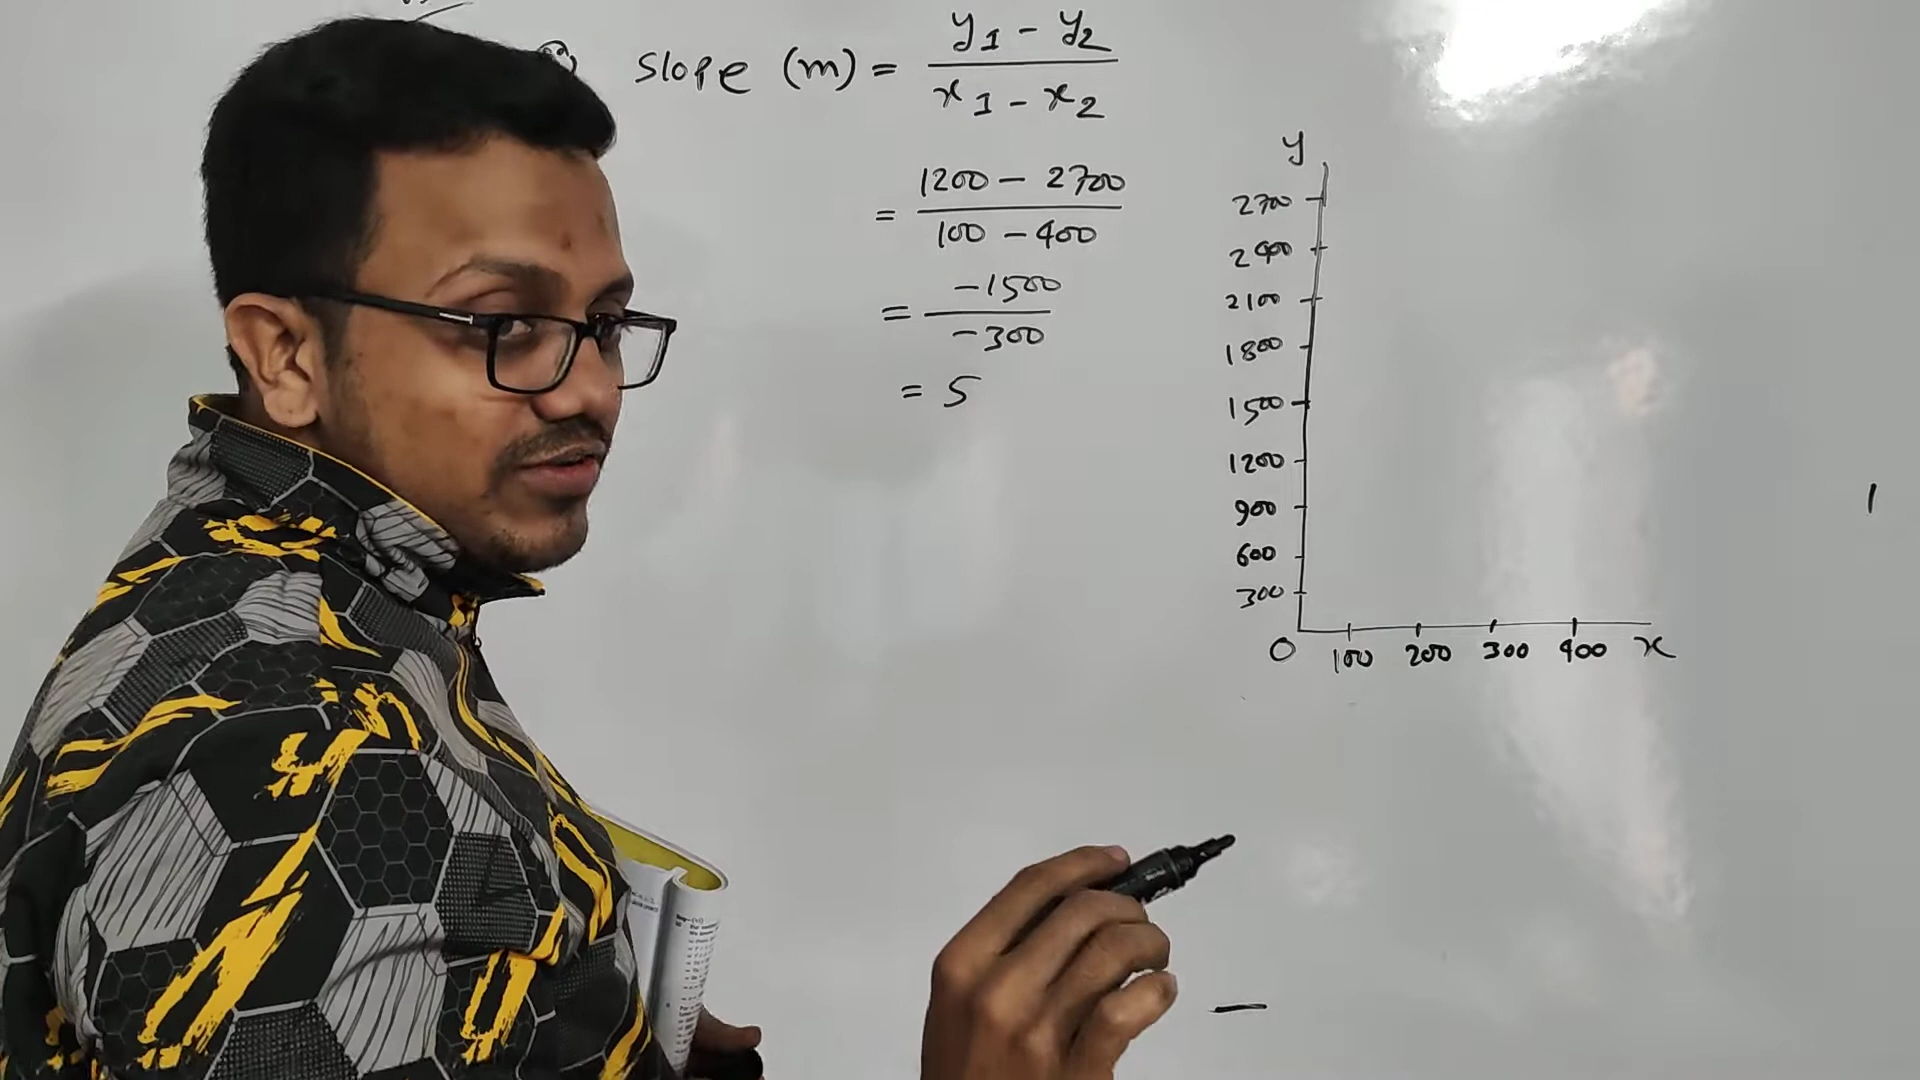 Slope (m) = y1 - y2
x1 - x2
= 1200 - 2700
100 - 400
= -1500
-300
= 5
y
2700
2400
2100
1800
1500
1200
900
600
300
0 100 200 300 400 x